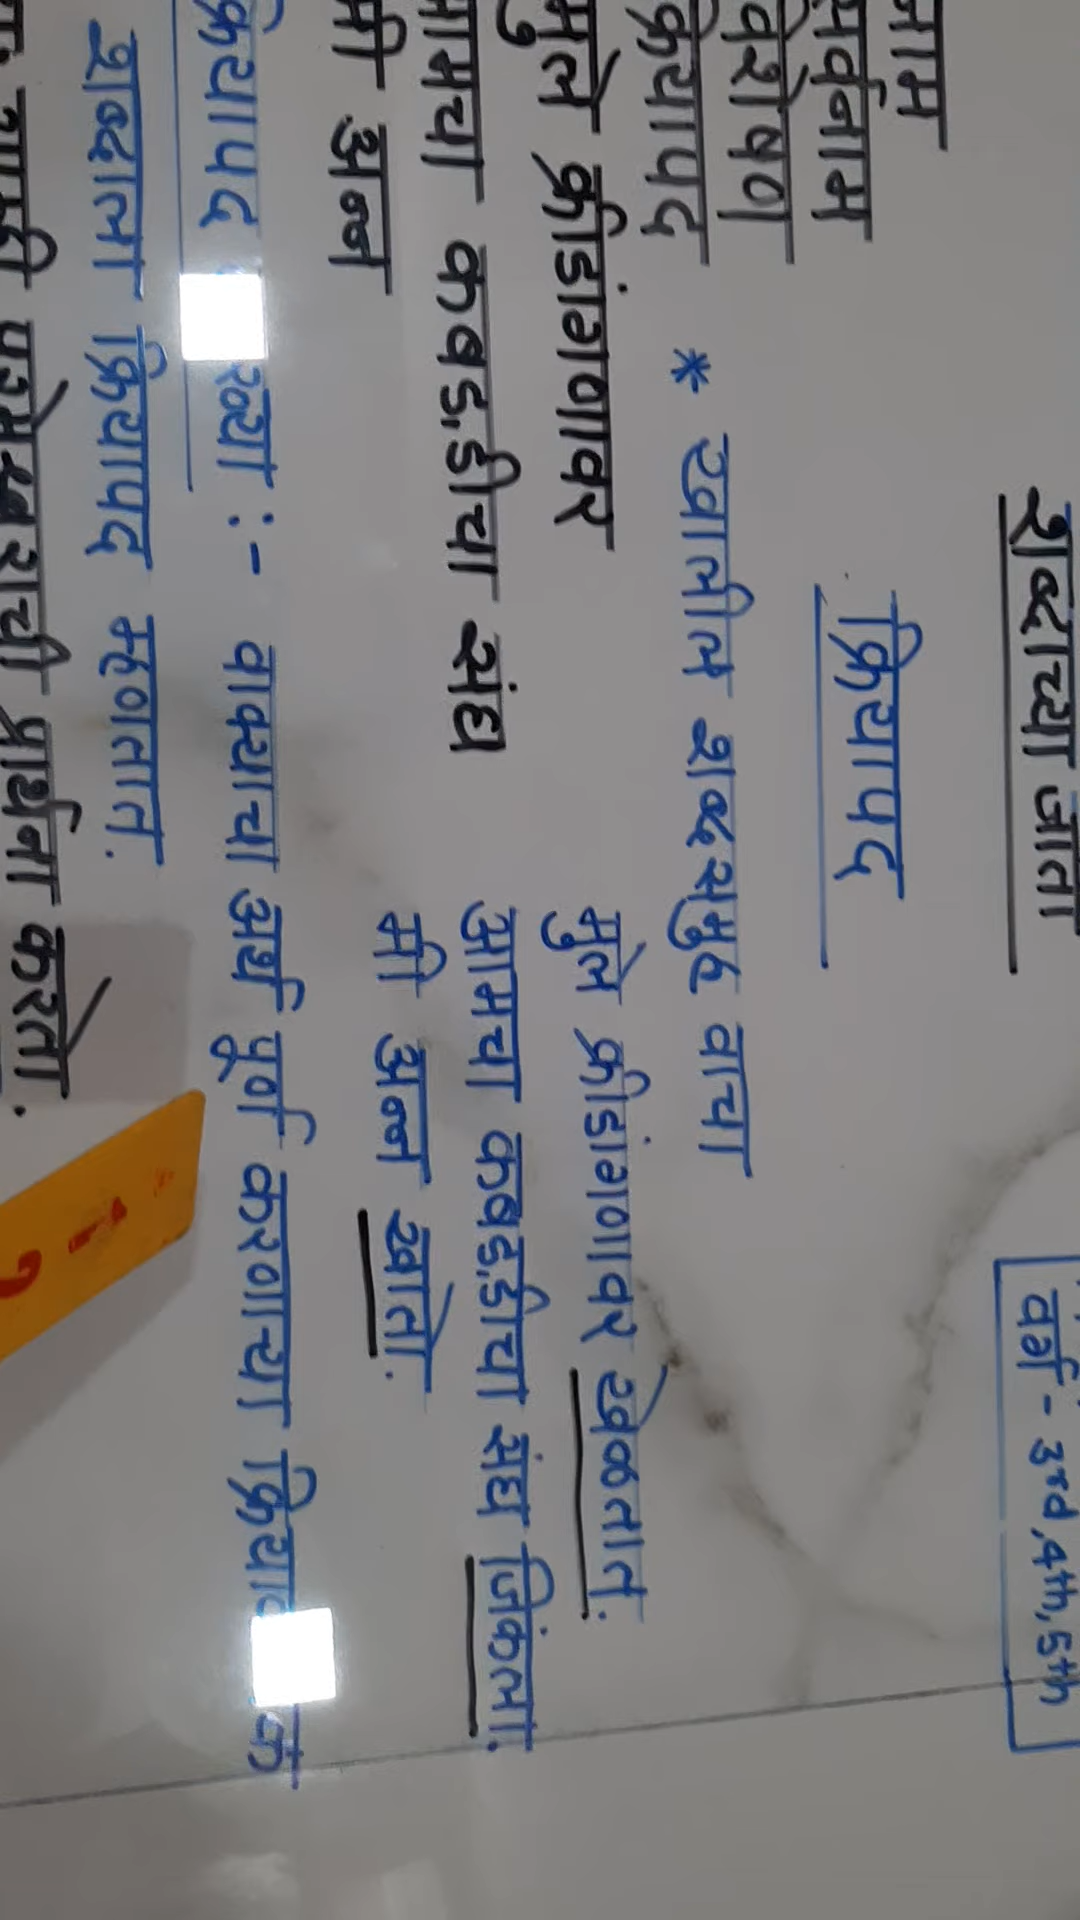 शब्दाच्या जाती
वर्ग - 3rd,4th,5th
नाम
सर्वनाम
विशेषण
क्रियापद
क्रियापद
* खालील शब्दसमुह वाचा
मुले क्रीडांगणावर
मुले क्रीडांगणावर खेळतात.
आमचा कबड्डीचा संघ
आमचा कबड्डीचा संघ जिंकला.
मी अन्न
मी अन्न खातो.
क्रियापद :- वाक्याचा अर्थ पूर्ण करणाऱ्या
शब्दाला क्रियापद म्हणतात.
आम्ही परमेश्वराची प्रार्थना करतो.